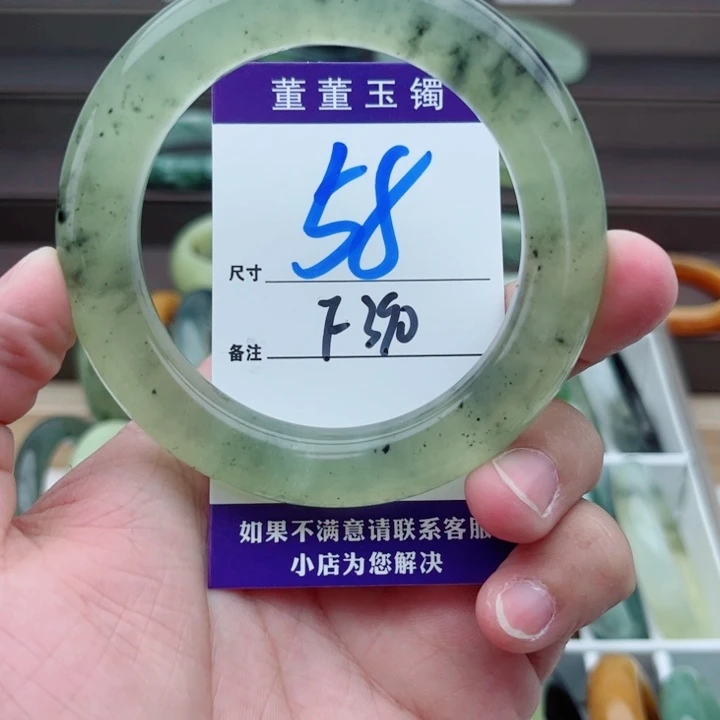 董董玉镯
58
尺寸
F390
备注
如果不满意请联系客服
小店为您解决